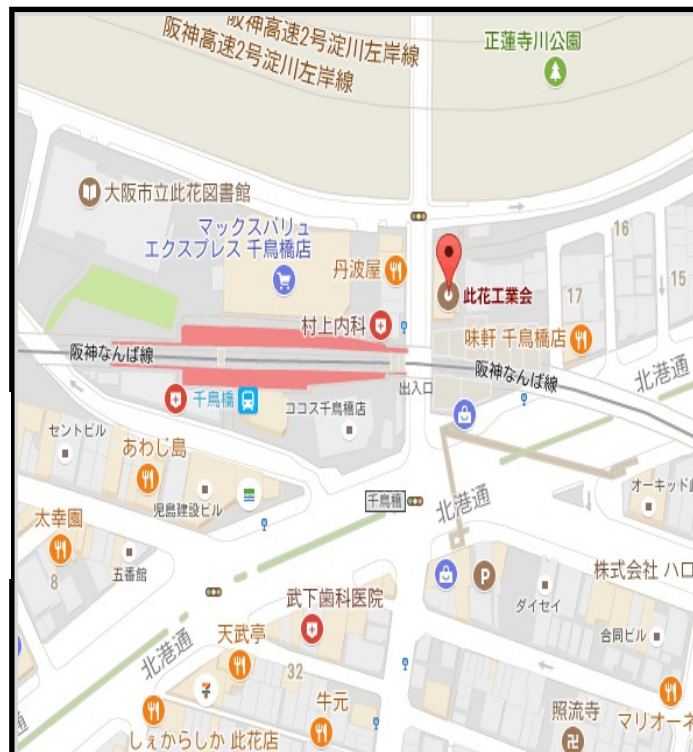 阪神高速2号淀川左岸線
阪神高速2号淀川左岸線
正蓮寺川公園
大阪市立此花図書館
マックスバリュ
エクスプレス 千鳥橋店
丹波屋
16
15
17
此花工業会
村上内科
味軒 千鳥橋店
阪神なんば線
阪神なんば線
北港通
千鳥橋
出入口
ココス千鳥橋店
セントビル
あわじ島
児島建設ビル
千鳥橋
北港通
オーキッド此
太幸園
8
五番館
P
株式会社 ハロ
ダイセイ
武下歯科医院
合同ビル
天武亭
北港通
32
7
牛元
照流寺
マリオーネ
しぇからしか 此花店
通